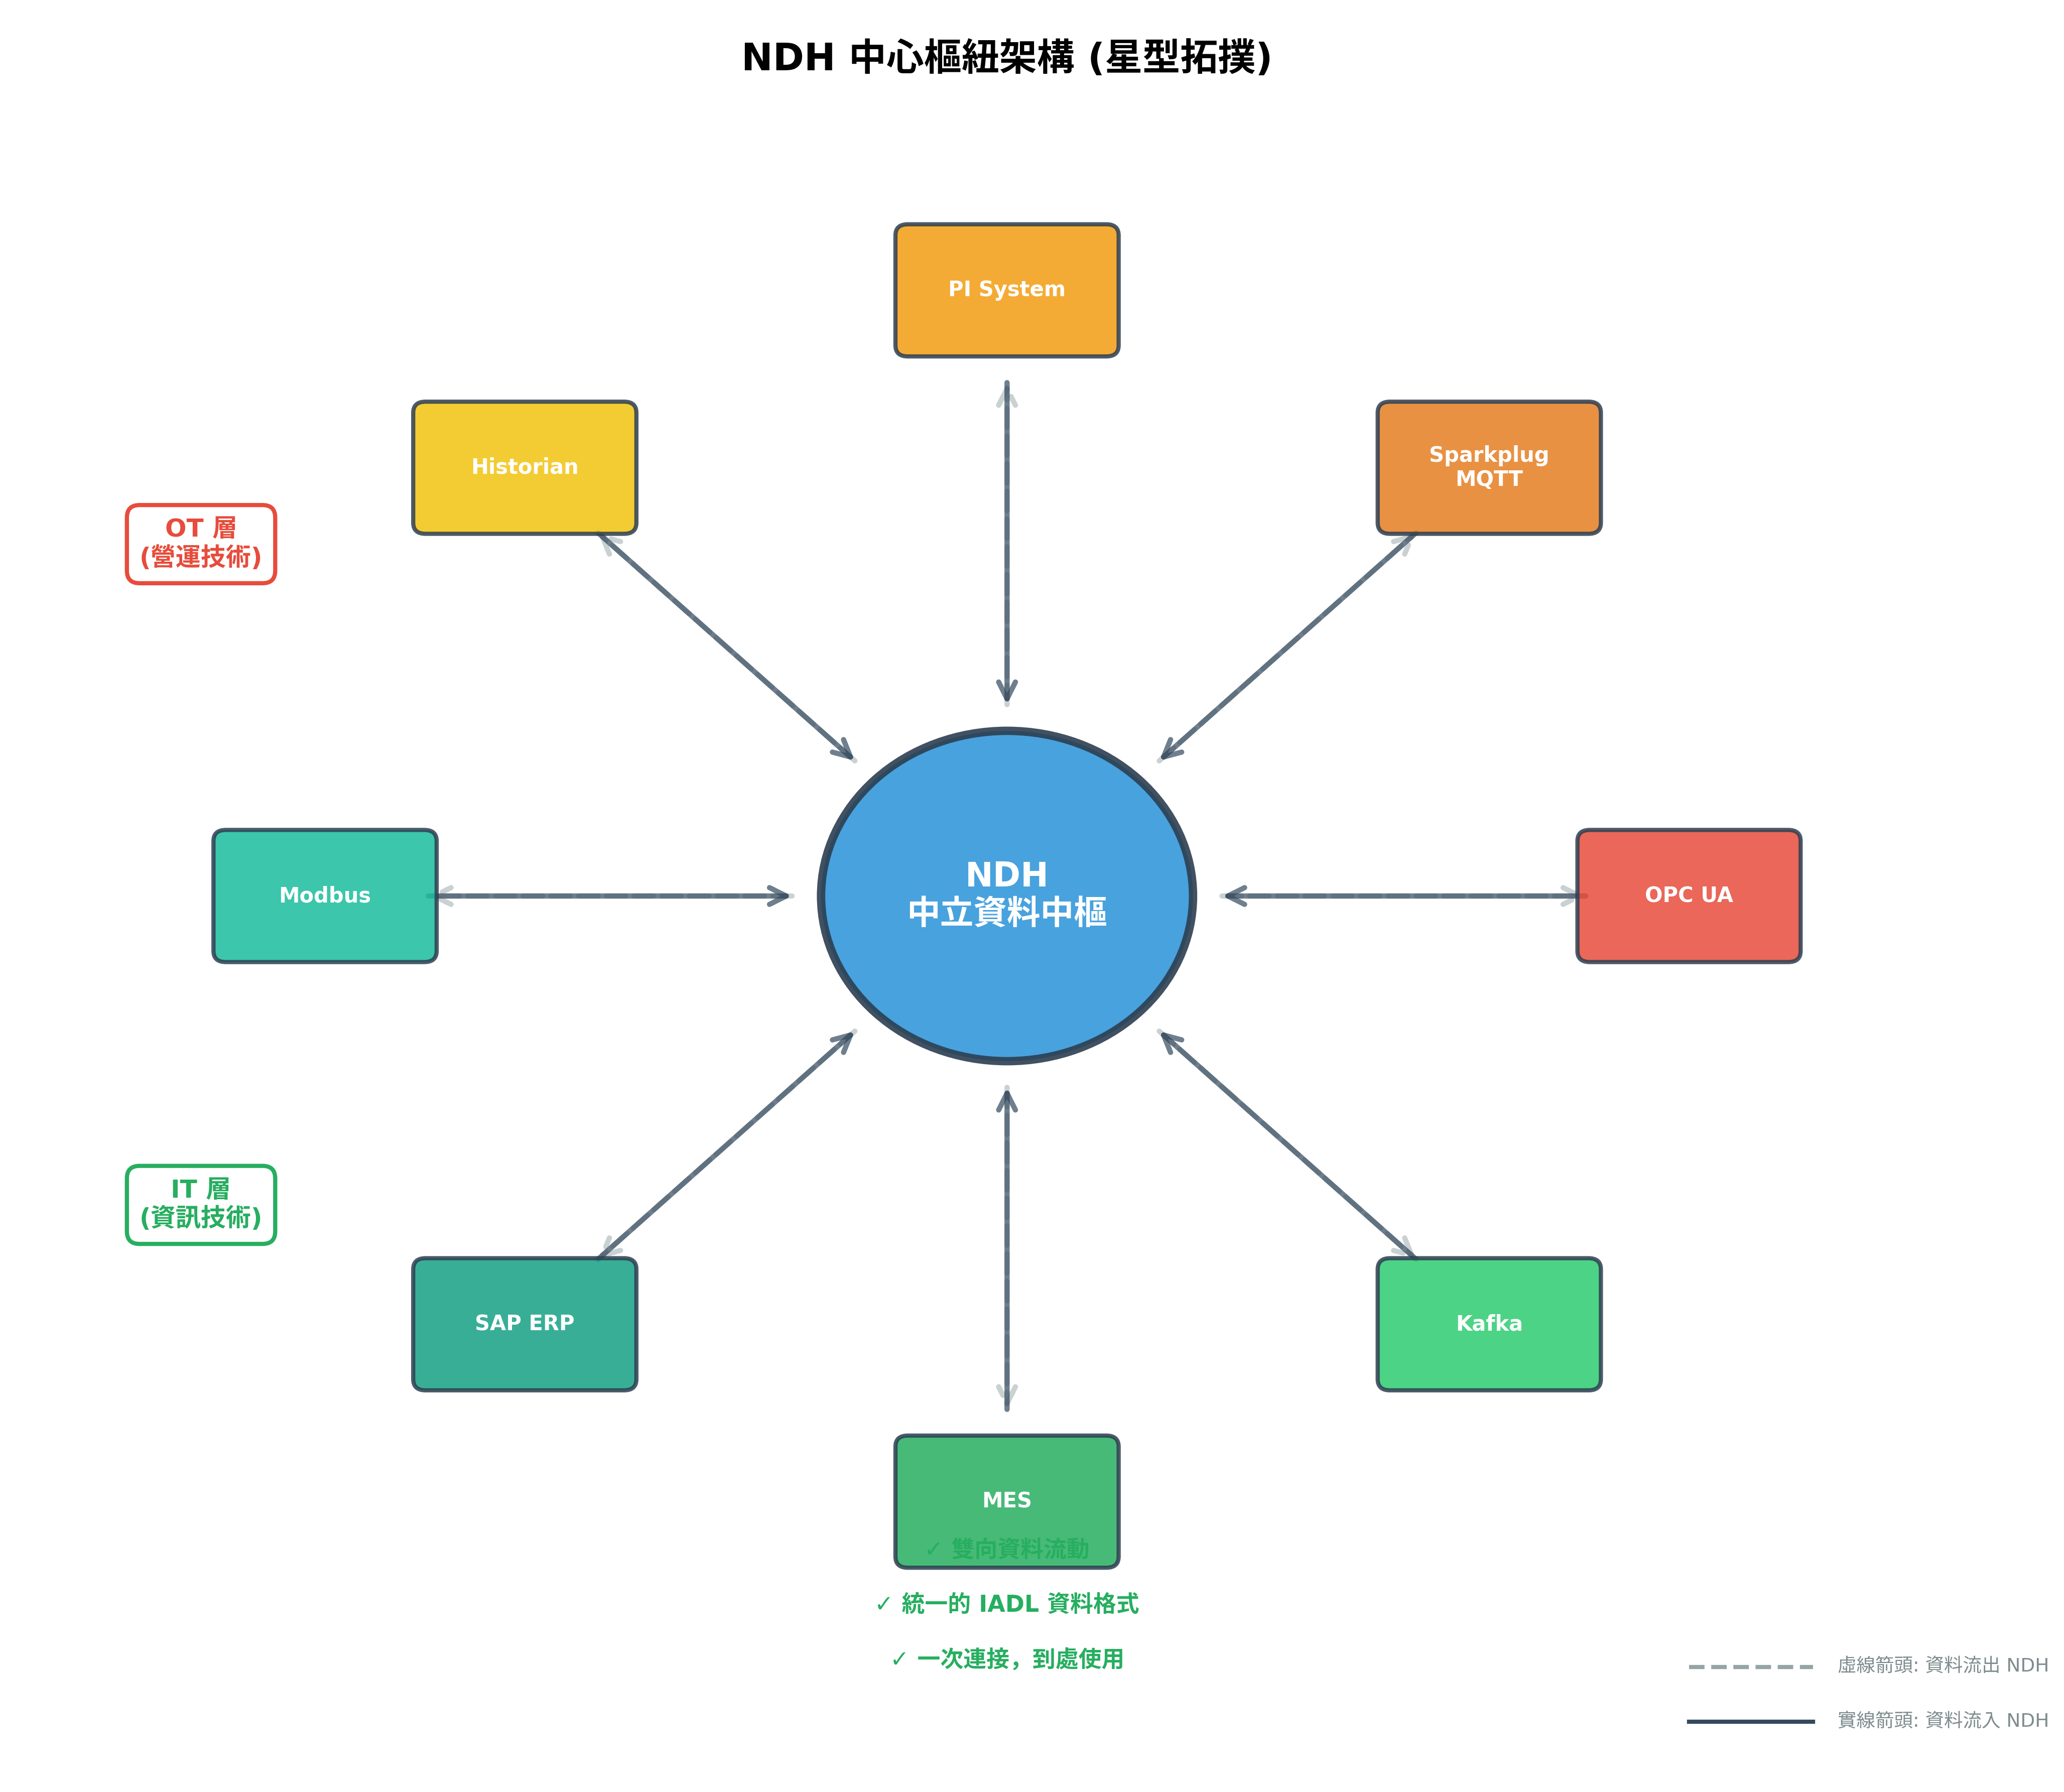 NDH 中心樞紐架構 (星型拓撲)
PI System
Historian
Sparkplug
MQTT
OT 層
(營運技術)
Modbus
NDH
中立資料中樞
OPC UA
IT 層
(資訊技術)
SAP ERP
Kafka
MES
✓ 雙向資料流動
✓ 統一的 IADL 資料格式
✓ 一次連接，到處使用
虛線箭頭: 資料流出 NDH
實線箭頭: 資料流入 NDH